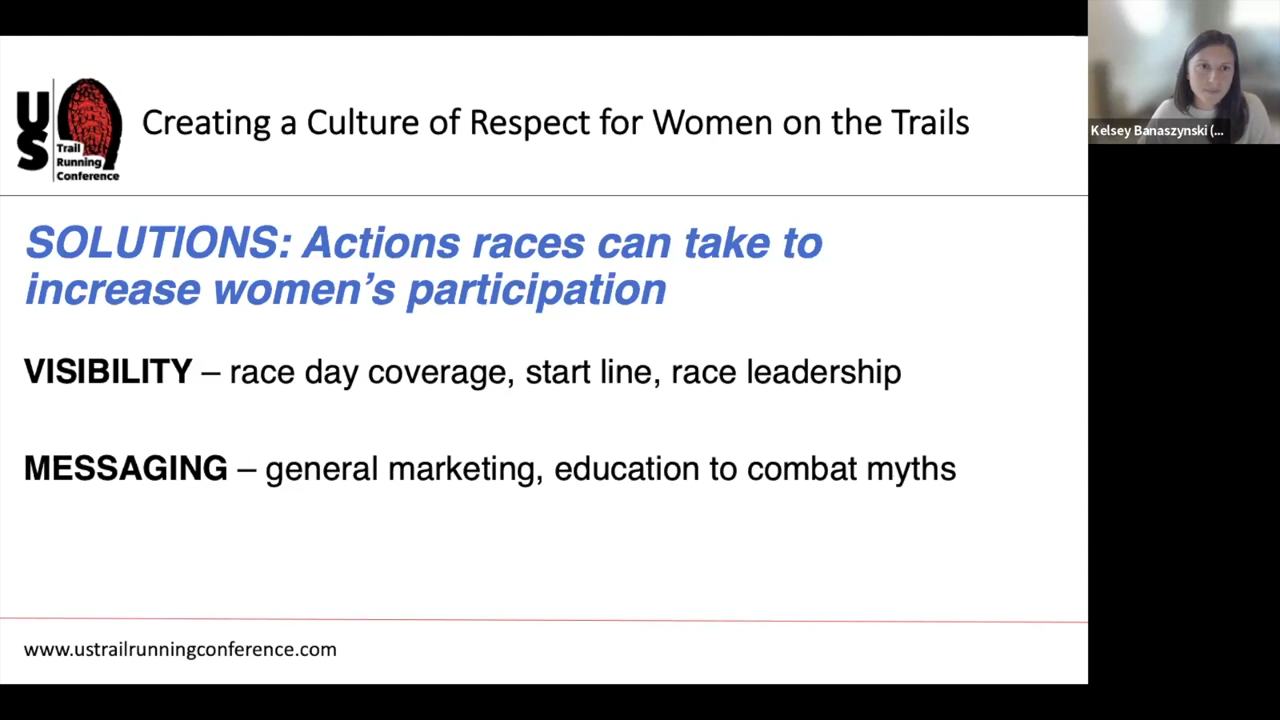 US
Trail
Running
Conference
Creating a Culture of Respect for Women on the Trails
SOLUTIONS: Actions races can take to
increase women’s participation
VISIBILITY – race day coverage, start line, race leadership
MESSAGING – general marketing, education to combat myths
www.ustrailrunningconference.com
Kelsey Banaszynski (...